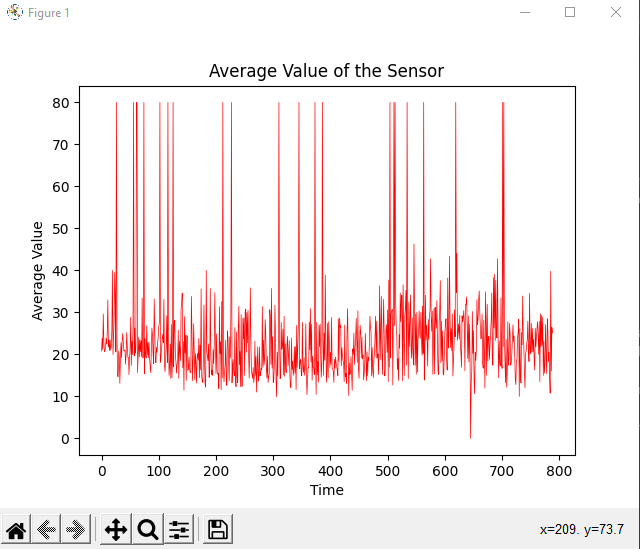 Figure 1
Average Value of the Sensor
80
70
60
50
40
30
20
10
0
Average Value
0 100 200 300 400 500 600 700 800
Time
x=209. y=73.7